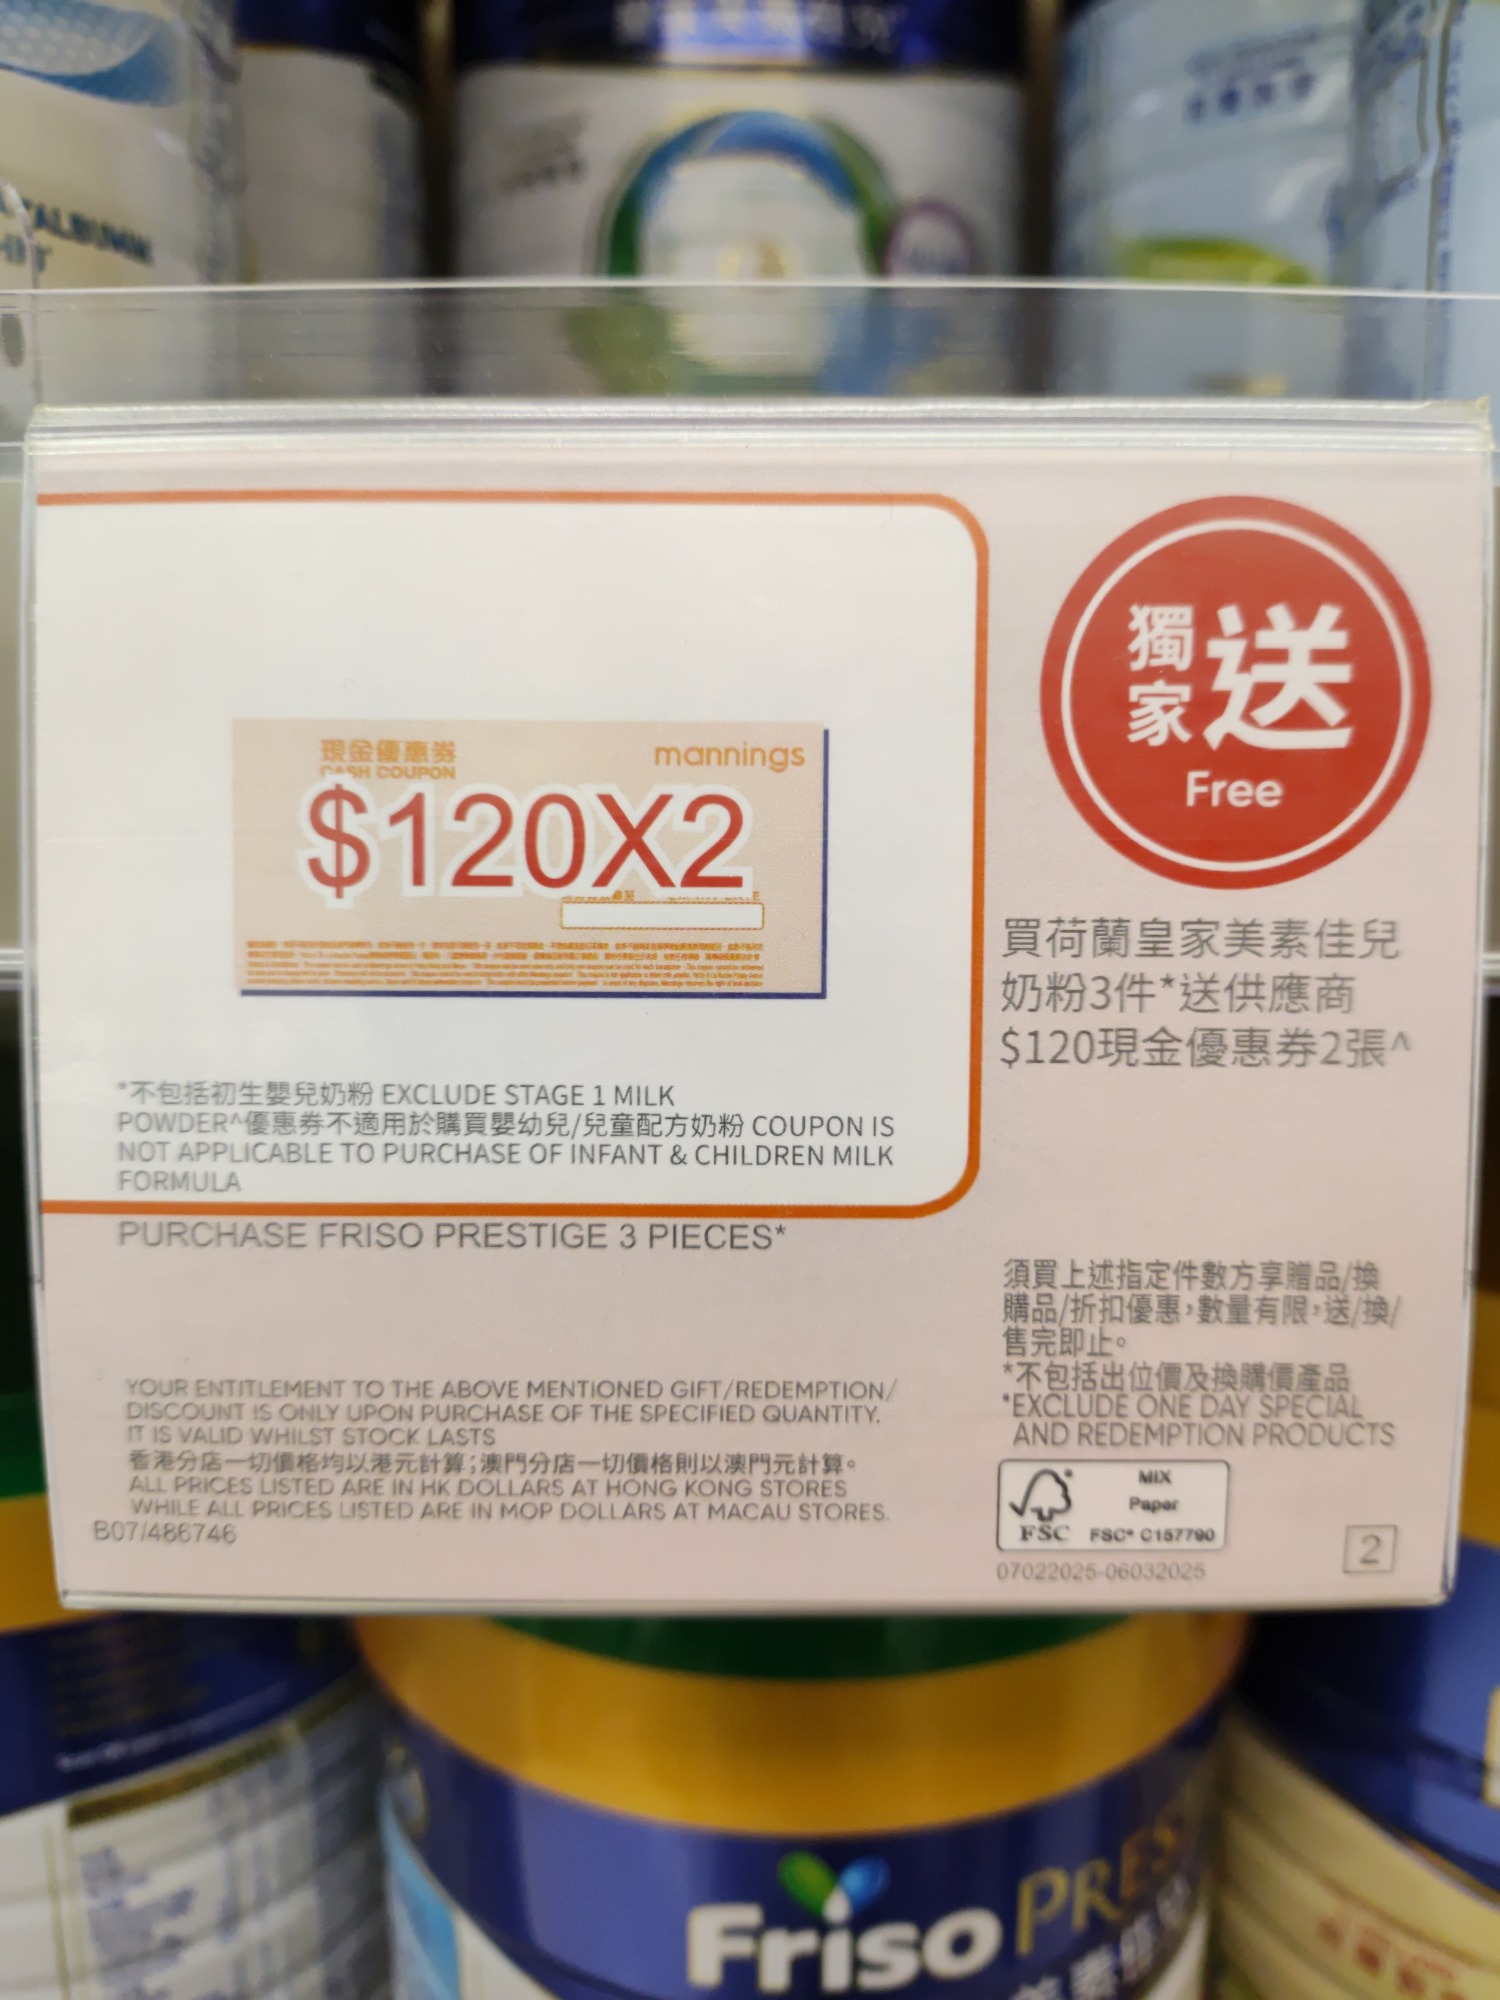 TALBUMIN
獨家送
Free
現金優惠券
CASH COUPON
mannings
$120X2
買荷蘭皇家美素佳兒
奶粉3件*送供應商
$120現金優惠券2張^
*不包括初生嬰兒奶粉 EXCLUDE STAGE 1 MILK
POWDER^優惠券不適用於購買嬰幼兒/兒童配方奶粉 COUPON IS
NOT APPLICABLE TO PURCHASE OF INFANT & CHILDREN MILK
FORMULA
PURCHASE FRISO PRESTIGE 3 PIECES*
須買上述指定件數方享贈品/換
購品/折扣優惠，數量有限，送/換/
售完即止。
*不包括出位價及換購價產品
*EXCLUDE ONE DAY SPECIAL
AND REDEMPTION PRODUCTS
YOUR ENTITLEMENT TO THE ABOVE MENTIONED GIFT/REDEMPTION/
DISCOUNT IS ONLY UPON PURCHASE OF THE SPECIFIED QUANTITY.
IT IS VALID WHILST STOCK LASTS
香港分店一切價格均以港元計算；澳門分店一切價格則以澳門元計算。
ALL PRICES LISTED ARE IN HK DOLLARS AT HONG KONG STORES
WHILE ALL PRICES LISTED ARE IN MOP DOLLARS AT MACAU STORES.
B07/486746
MIX
Paper
FSC FSC® C157790
07022025-06032025
2
Friso PRES
美素佳兒